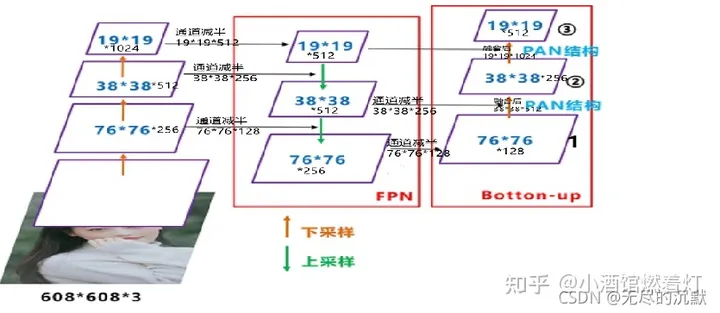 19*19
*1024
38*38*512
76*76*256
608*608*3
通道减半
19*19*512
通道减半
38*38*256
通道减半
76*76*128
19*19
*512
38*38
*512
76*76
*256
FPN
通道减半
38*38*256
通道减半
76*76*128
19*19
*512
③
融合后
19*19*1024
PAN结构
38*38*256
②
融合后
38*38*512
PAN结构
76*76
*128
1
Botton-up
下采样
上采样
知乎 @小酒馆燃着灯
CSDN @无尽的沉默